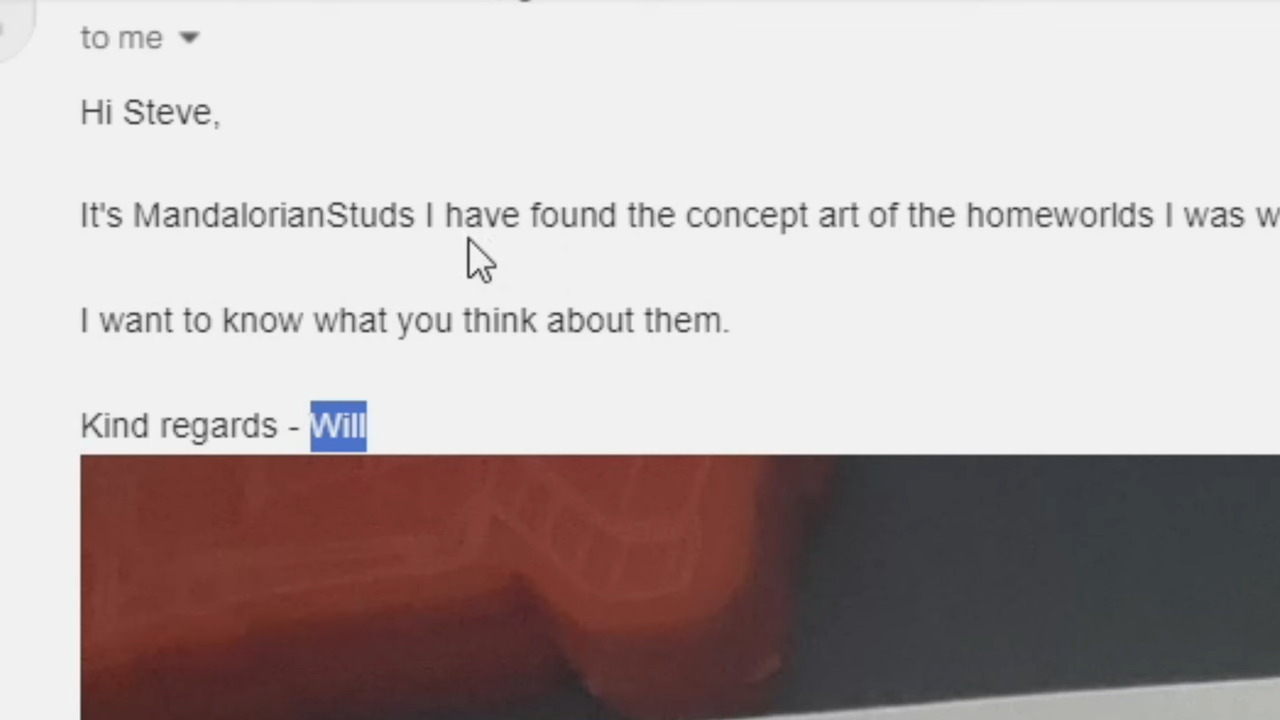 to me
Hi Steve,
It's MandalorianStuds I have found the concept art of the homeworlds I was
I want to know what you think about them.
Kind regards - Will